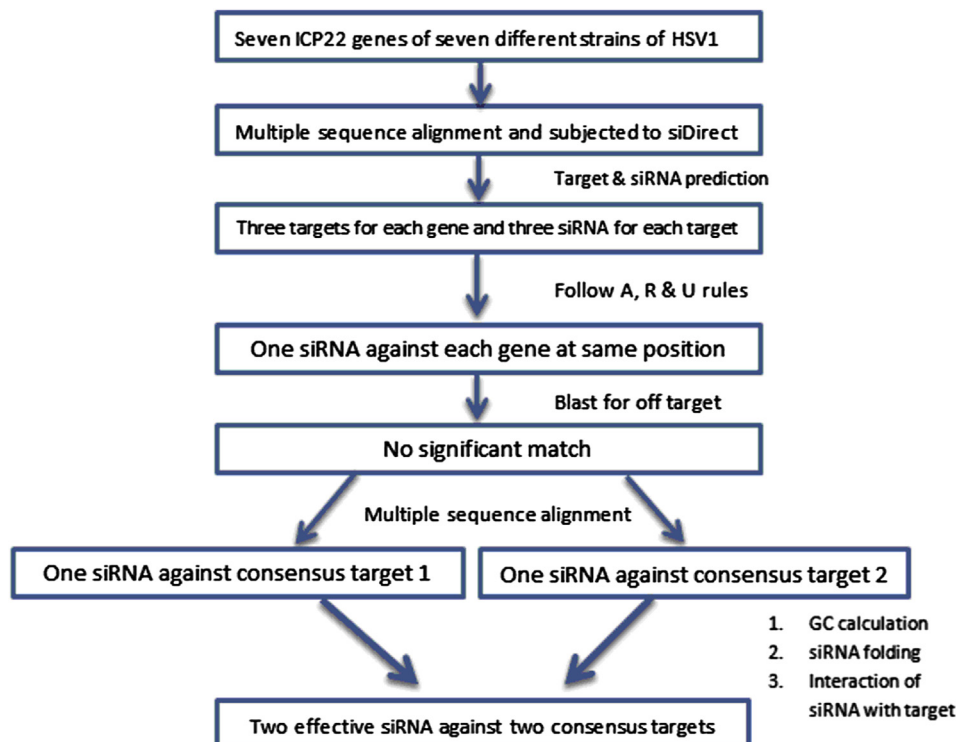 Seven ICP22 genes of seven different strains of HSV1
Multiple sequence alignment and subjected to siDirect
Target & siRNA prediction
Three targets for each gene and three siRNA for each target
Follow A, R & U rules
One siRNA against each gene at same position
Blast for off target
No significant match
Multiple sequence alignment
One siRNA against consensus target 1
One siRNA against consensus target 2
1. GC calculation
2. siRNA folding
3. Interaction of
siRNA with target
Two effective siRNA against two consensus targets